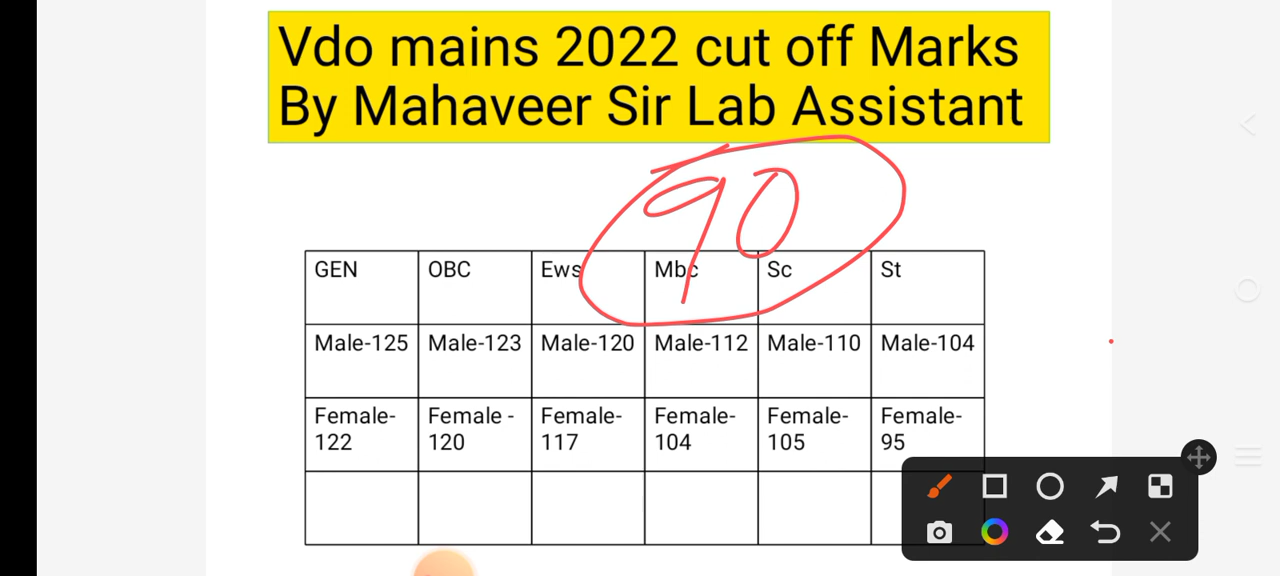 Vdo mains 2022 cut off Marks
By Mahaveer Sir Lab Assistant
90
GEN OBC Ews Mbc Sc St
Male-125 Male-123 Male-120 Male-112 Male-110 Male-104
Female- Female - Female- Female- Female- Female-
122 120 117 104 105 95